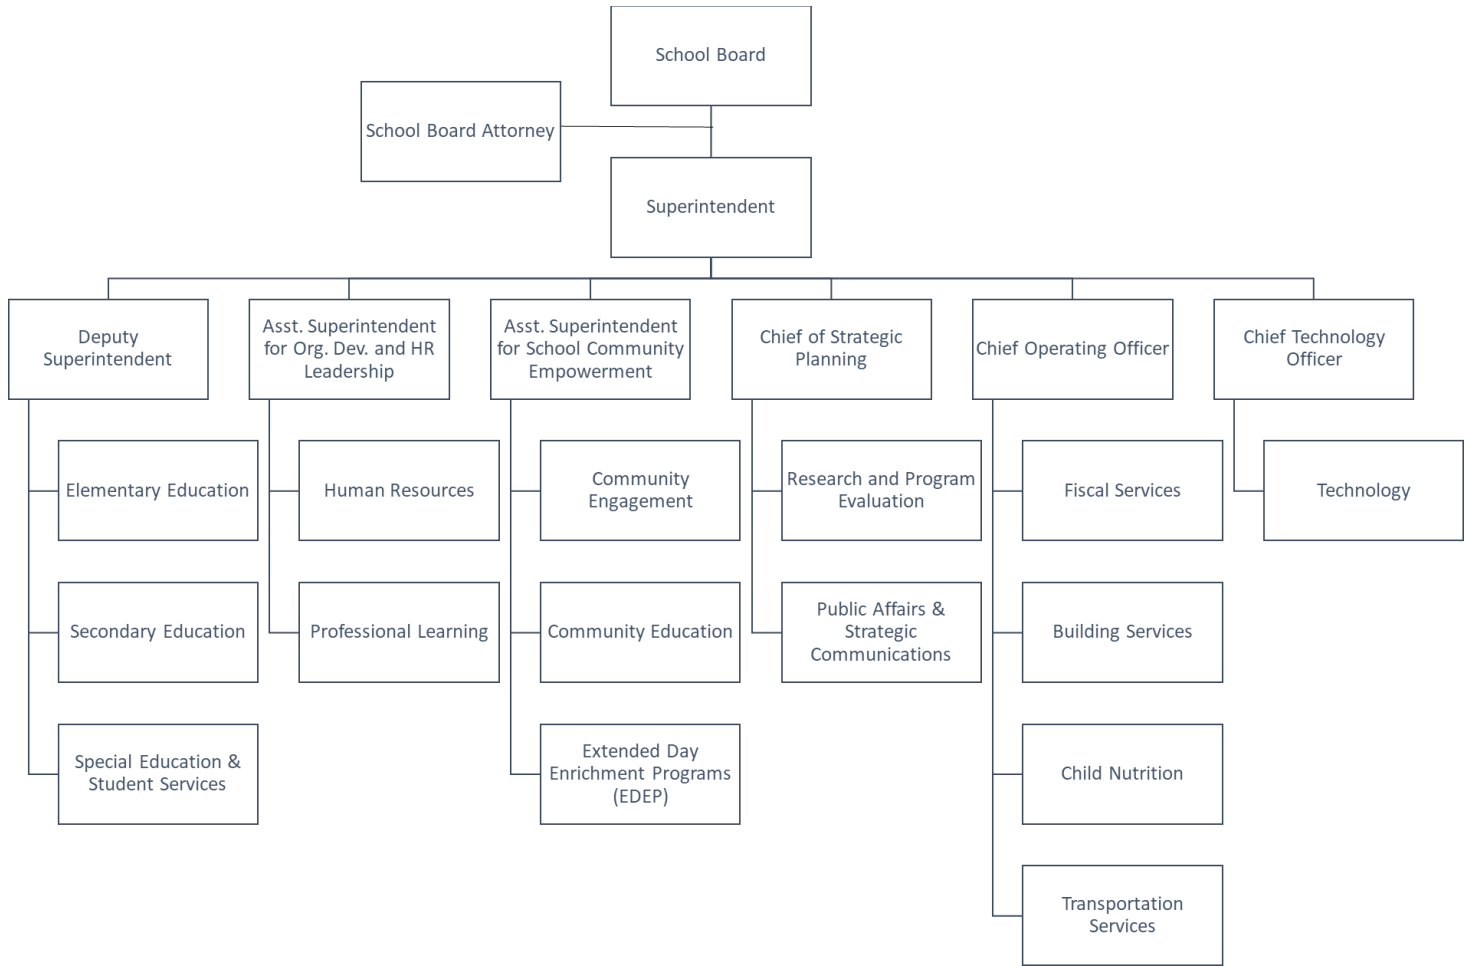 School Board
School Board Attorney
Superintendent
Deputy
Superintendent
Asst. Superintendent
for Org. Dev. and HR
Leadership
Asst. Superintendent
for School Community
Empowerment
Chief of Strategic
Planning
Chief Operating Officer
Chief Technology
Officer
Elementary Education
Human Resources
Community
Engagement
Research and Program
Evaluation
Fiscal Services
Technology
Secondary Education
Professional Learning
Community Education
Public Affairs &
Strategic
Communications
Building Services
Special Education &
Student Services
Extended Day
Enrichment Programs
(EDEP)
Child Nutrition
Transportation
Services